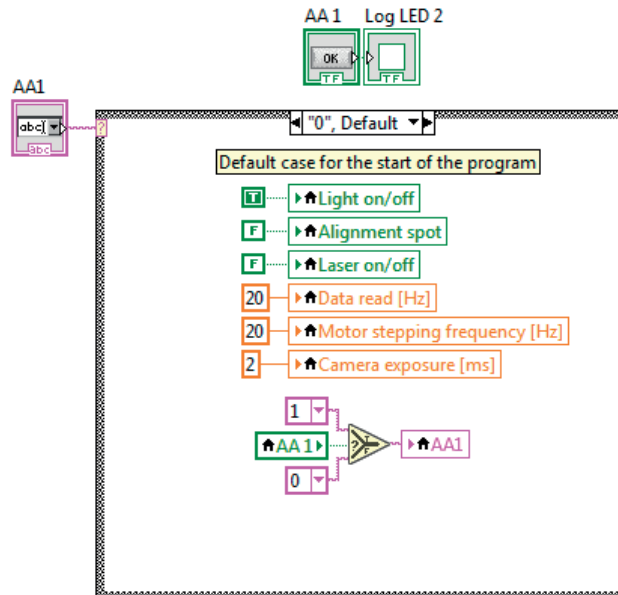 AA 1 Log LED 2
OK
TF TF
AA1
abc
abc
?
"0", Default
Default case for the start of the program
T Light on/off
F Alignment spot
F Laser on/off
20 Data read [Hz]
20 Motor stepping frequency [Hz]
2 Camera exposure [ms]
1
AA 1 ? T F AA1
0